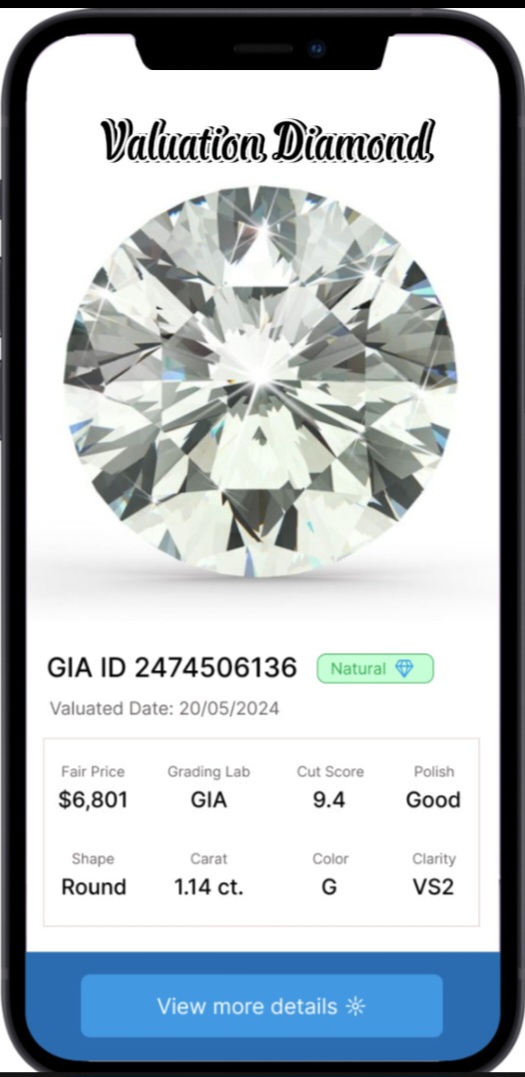 Valuation Diamond
GIA ID 2474506136 Natural
Valuated Date: 20/05/2024
Fair Price Grading Lab Cut Score Polish
$6,801 GIA 9.4 Good
Shape Carat Color Clarity
Round 1.14 ct. G VS2
View more details